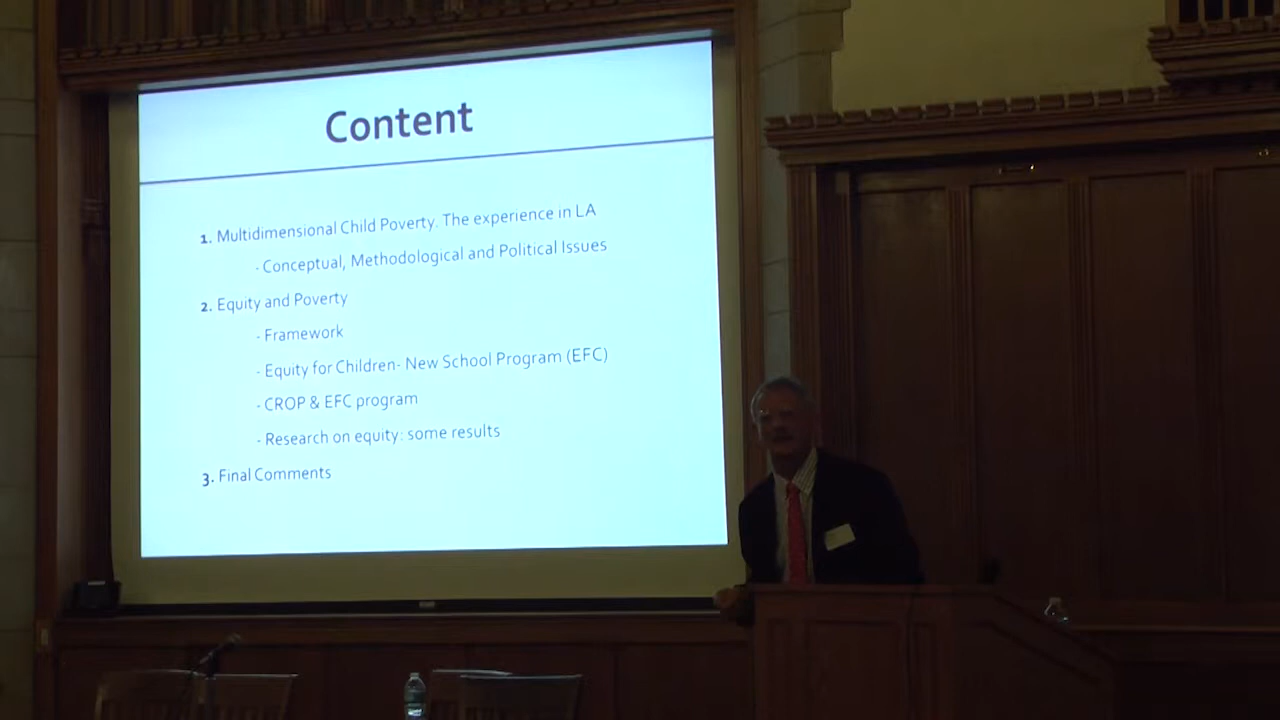 Content
1. Multidimensional Child Poverty. The experience in LA
- Conceptual, Methodological and Political Issues
2. Equity and Poverty
- Framework
- Equity for Children- New School Program (EFC)
- CROP & EFC program
- Research on equity: some results
3. Final Comments